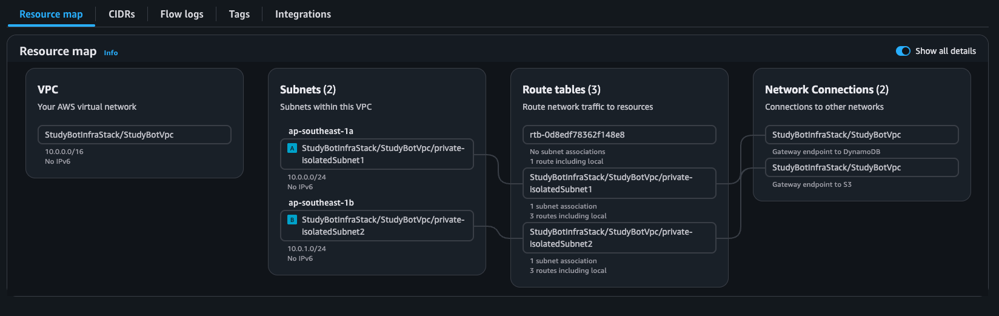 Resource map
CIDRs
Flow logs
Tags
Integrations
Resource map Info
Show all details
VPC
Your AWS virtual network
StudyBotInfraStack/StudyBotVpc
10.0.0.0/16
No IPv6
Subnets (2)
Subnets within this VPC
ap-southeast-1a
A StudyBotInfraStack/StudyBotVpc/private-
isolatedSubnet1
10.0.0.0/24
No IPv6
ap-southeast-1b
B StudyBotInfraStack/StudyBotVpc/private-
isolatedSubnet2
10.0.1.0/24
No IPv6
Route tables (3)
Route network traffic to resources
rtb-0d8edf78362f148e8
No subnet associations
1 route including local
StudyBotInfraStack/StudyBotVpc/private-
isolatedSubnet1
1 subnet association
3 routes including local
StudyBotInfraStack/StudyBotVpc/private-
isolatedSubnet2
1 subnet association
3 routes including local
Network Connections (2)
Connections to other networks
StudyBotInfraStack/StudyBotVpc
Gateway endpoint to DynamoDB
StudyBotInfraStack/StudyBotVpc
Gateway endpoint to S3